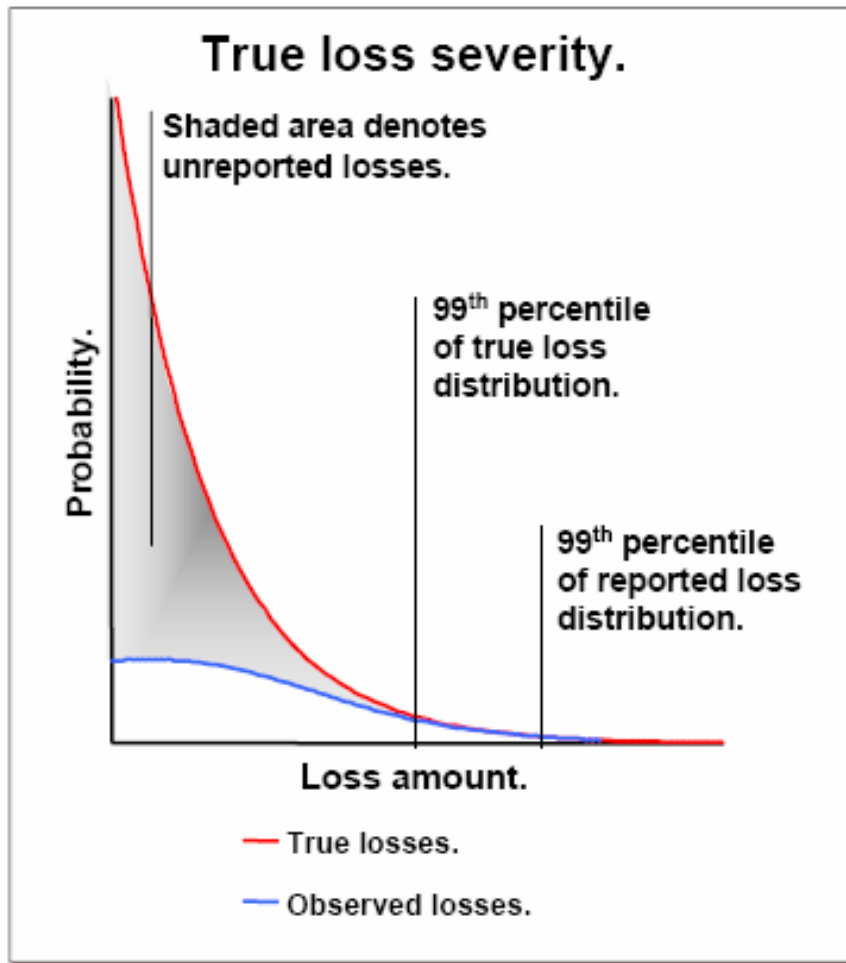 True loss severity.
Shaded area denotes
unreported losses.
99th percentile
of true loss
distribution.
99th percentile
of reported loss
distribution.
Probability.
Loss amount.
True losses.
Observed losses.